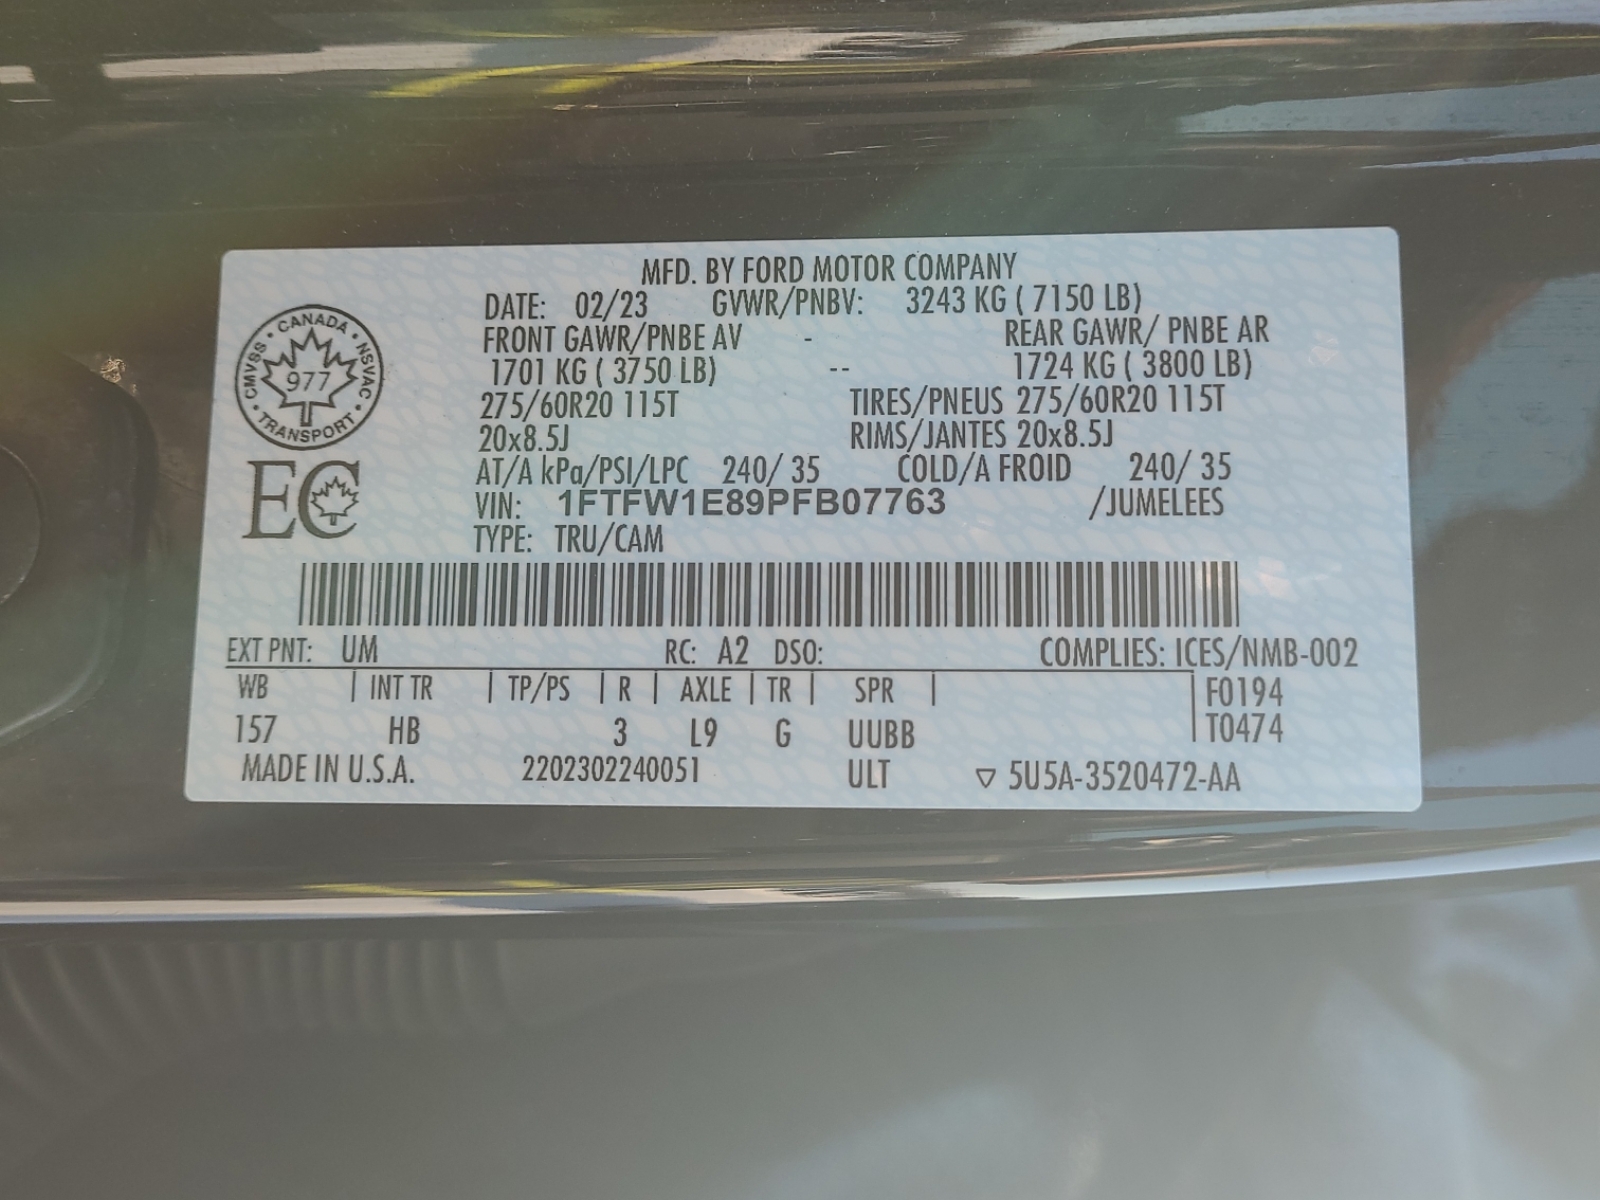 MFD. BY FORD MOTOR COMPANY
DATE: 02/23 GVWR/PNBV: 3243 KG ( 7150 LB)
FRONT GAWR/PNBE AV - REAR GAWR/ PNBE AR
1701 KG ( 3750 LB) -- 1724 KG ( 3800 LB)
275/60R20 115T TIRES/PNEUS 275/60R20 115T
20x8.5J RIMS/JANTES 20x8.5J
AT/A kPa/PSI/LPC 240/ 35 COLD/A FROID 240/ 35
VIN: 1FTFW1E89PFB07763 /JUMELEES
TYPE: TRU/CAM
CANADA
CMVSS · NSVAC
977
TRANSPORT
EC
EXT PNT: UM RC: A2 DSO: COMPLIES: ICES/NMB-002
WB | INT TR | TP/PS | R | AXLE | TR | SPR | F0194
157 HB 3 L9 G UUBB T0474
MADE IN U.S.A. 2202302240051 ULT ▽ 5U5A-3520472-AA